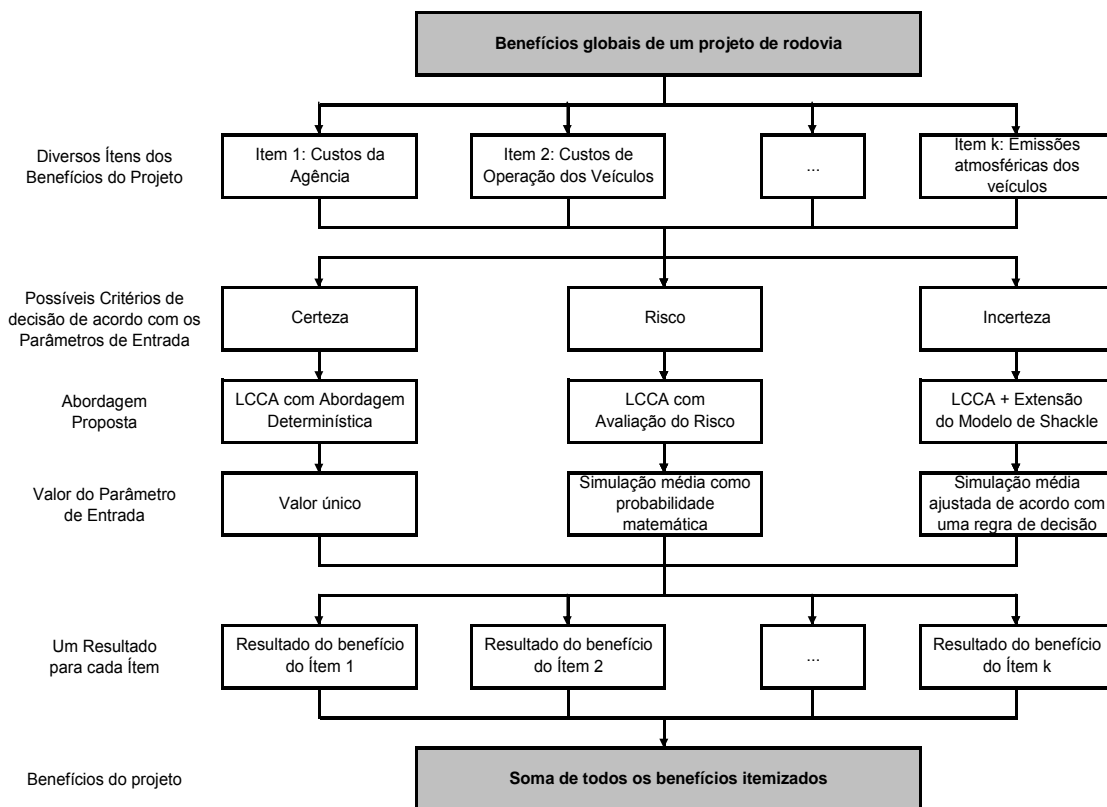 Benefícios globais de um projeto de rodovia
Diversos Ítens dos
Benefícios do Projeto
Item 1: Custos da
Agência
Item 2: Custos de
Operação dos Veículos
...
Item k: Emissões
atmosféricas dos
veículos
Possíveis Critérios de
decisão de acordo com os
Parâmetros de Entrada
Certeza
Risco
Incerteza
Abordagem
Proposta
LCCA com Abordagem
Determinística
LCCA com
Avaliação do Risco
LCCA + Extensão
do Modelo de Shackle
Valor do Parâmetro
de Entrada
Valor único
Simulação média como
probabilidade
matemática
Simulação média
ajustada de acordo com
uma regra de decisão
Um Resultado
para cada Ítem
Resultado do benefício
do Ítem 1
Resultado do benefício
do Ítem 2
...
Resultado do benefício
do Ítem k
Benefícios do projeto
Soma de todos os benefícios itemizados